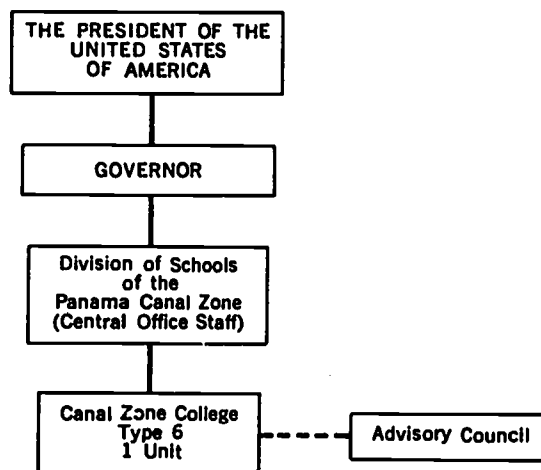 THE PRESIDENT OF THE
UNITED STATES
OF AMERICA
GOVERNOR
Division of Schools
of the
Panama Canal Zone
(Central Office Staff)
Canal Zone College
Type 6
1 Unit
Advisory Council